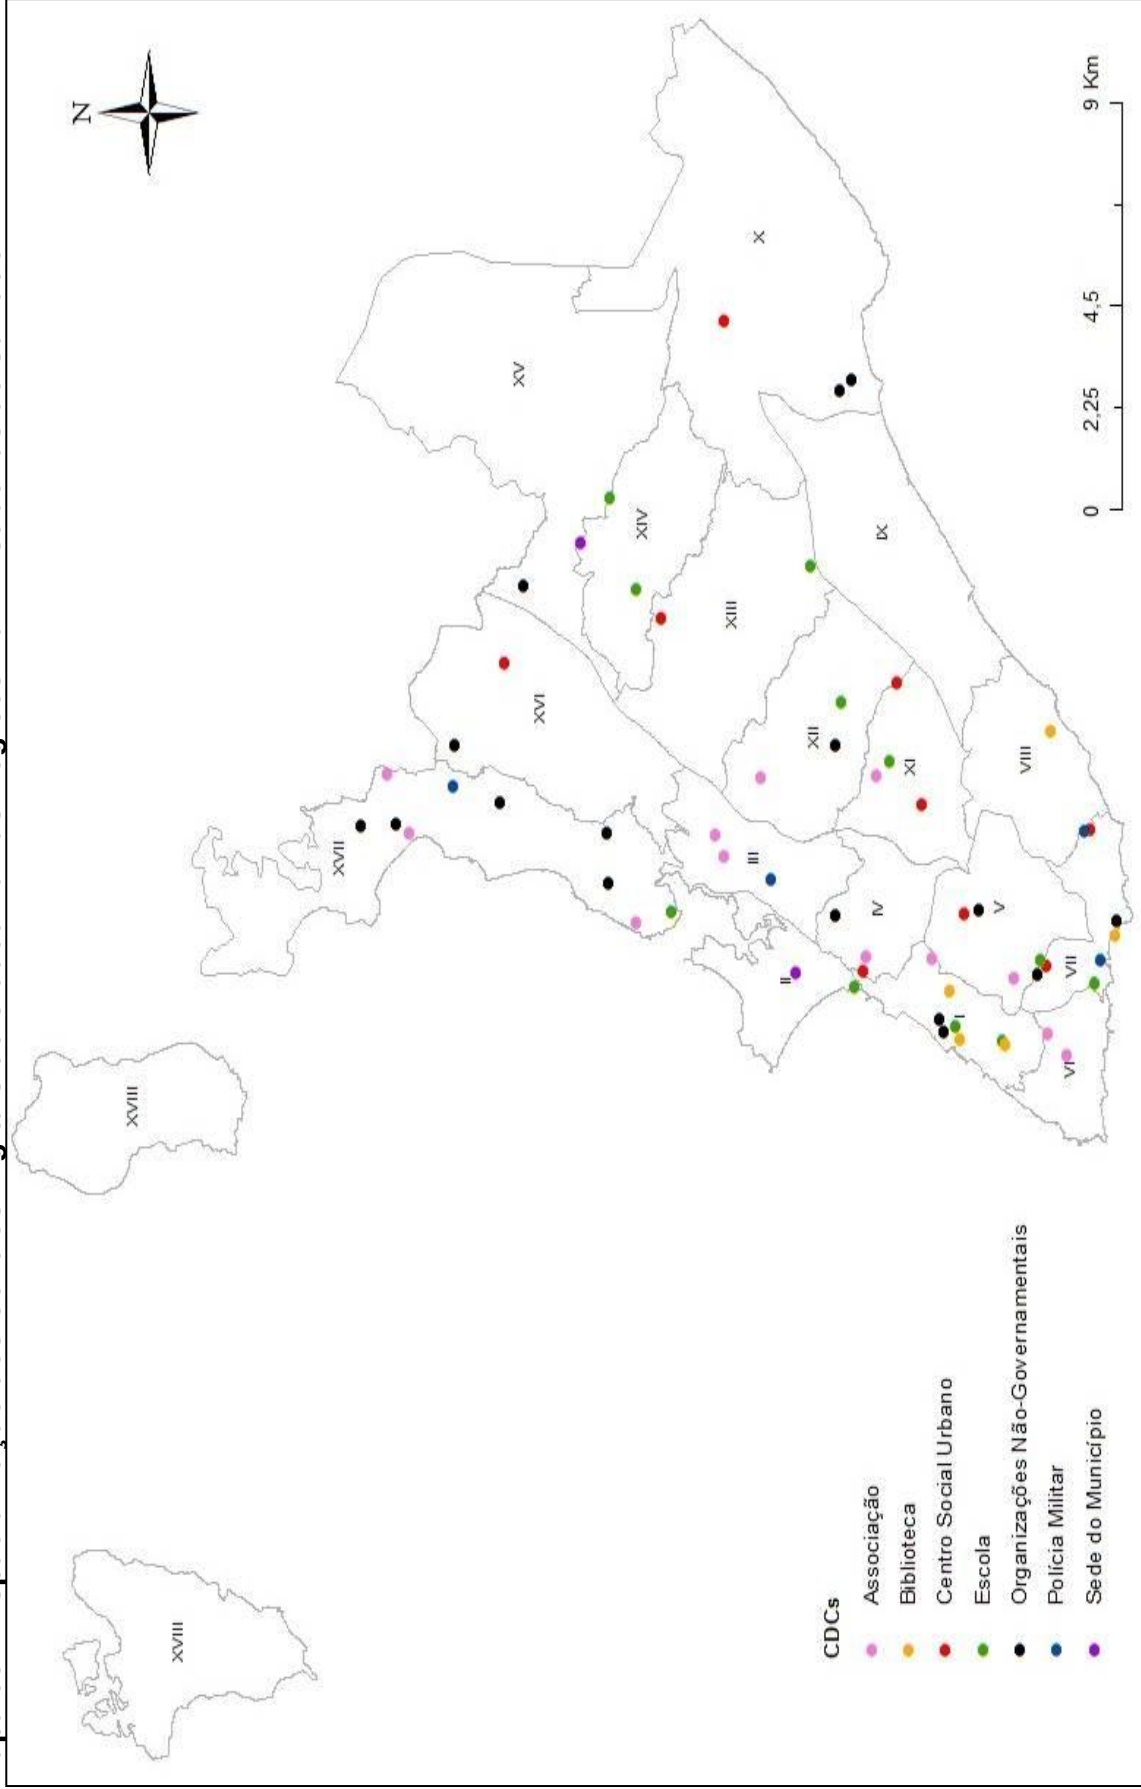 N
XVIII
XVIII
XVII
XVI
XV
XIV
XIII
XII
XI
X
IX
VIII
VII
VI
V
IV
III
II
I
CDCs
Associação
Biblioteca
Centro Social Urbano
Escola
Organizações Não-Governamentais
Polícia Militar
Sede do Município
0 2,25 4,5 9 Km